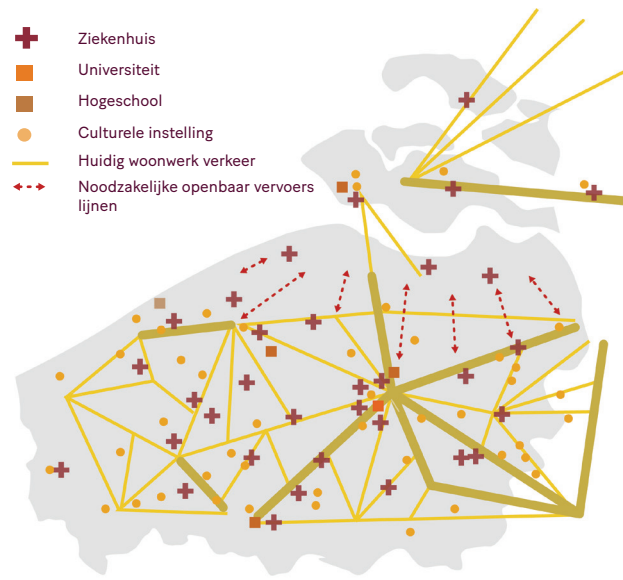 Ziekenhuis
Universiteit
Hogeschool
Culturele instelling
Huidig woonwerk verkeer
Noodzakelijke openbaar vervoers
lijnen